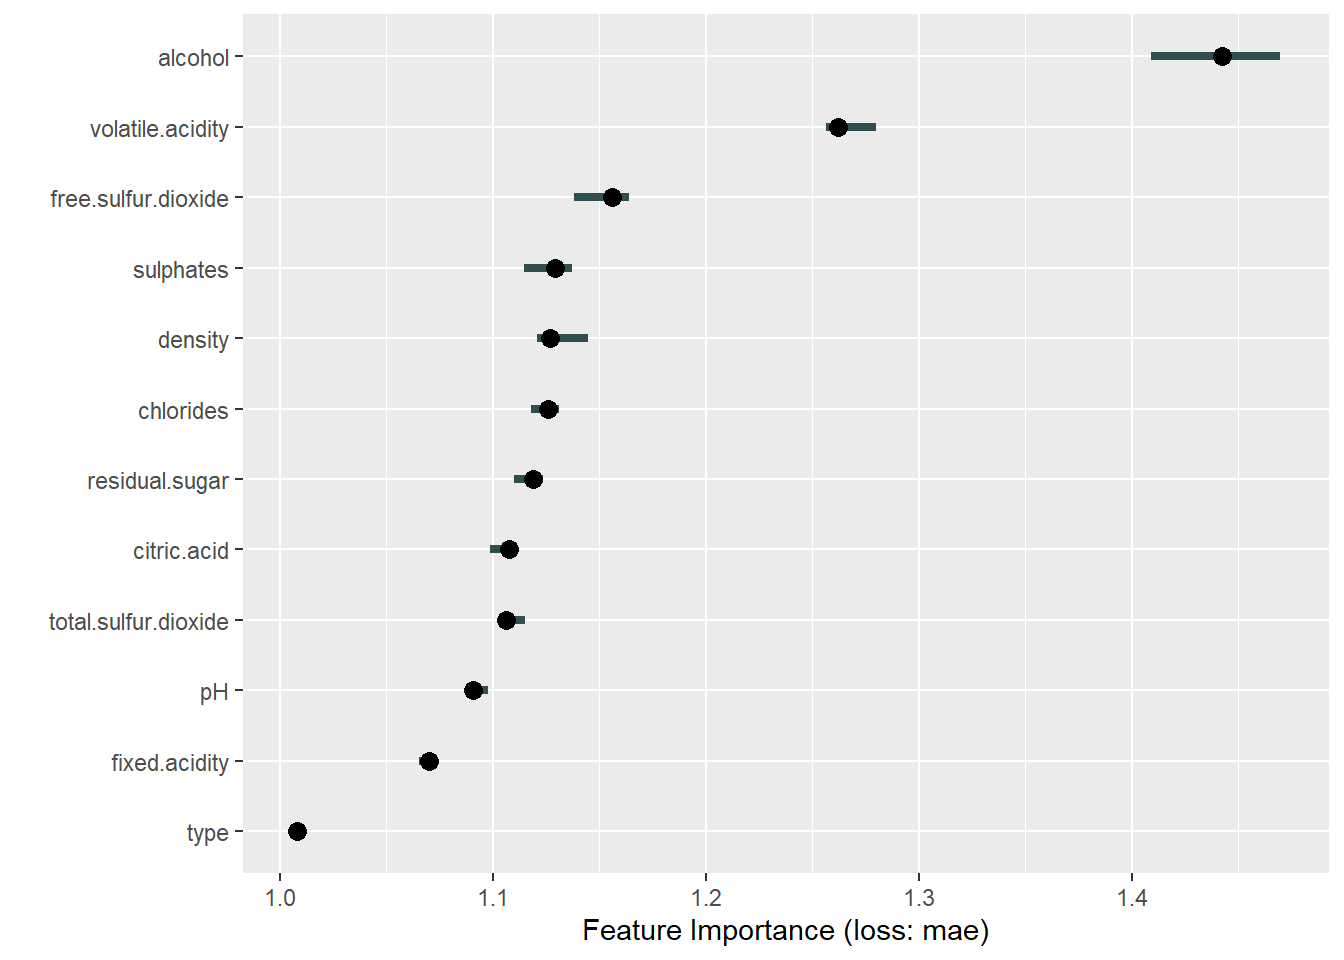 alcohol
volatile.acidity
free.sulfur.dioxide
sulphates
density
chlorides
residual.sugar
citric.acid
total.sulfur.dioxide
pH
fixed.acidity
type
1.0 1.1 1.2 1.3 1.4
Feature Importance (loss: mae)